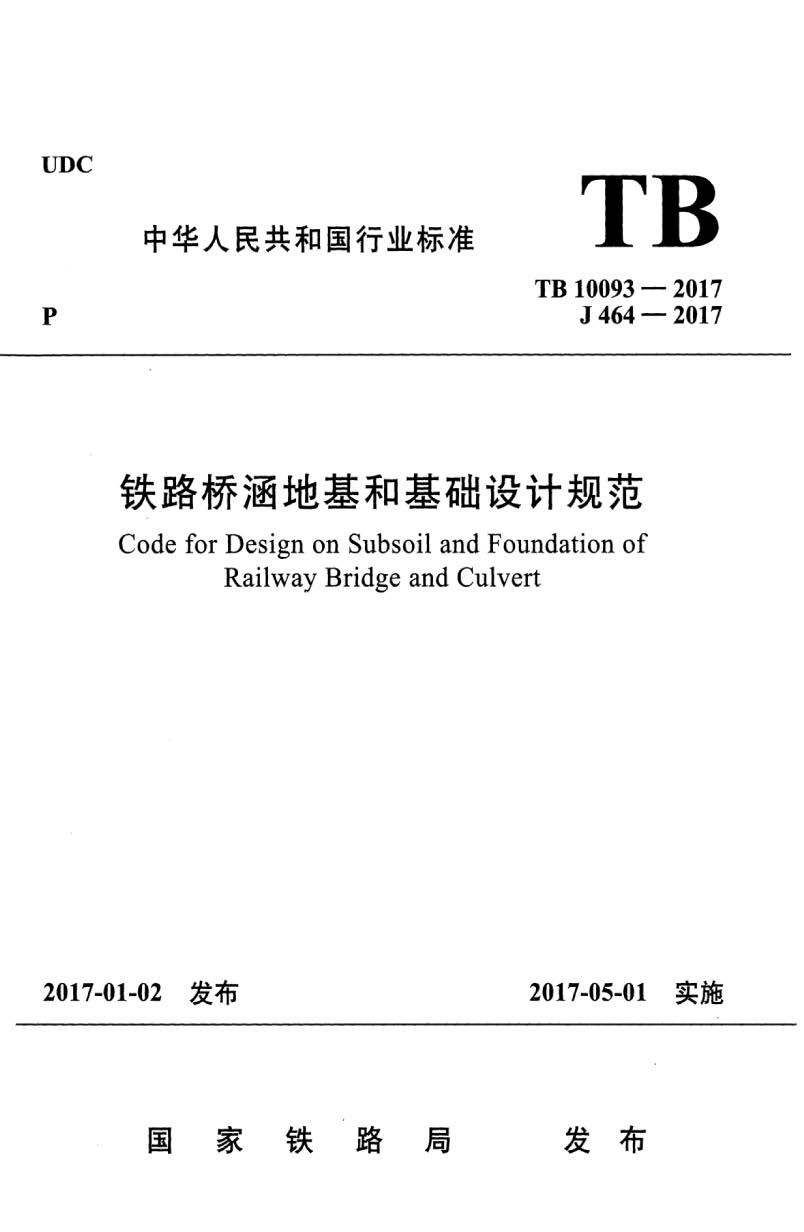 UDC
TB
中华人民共和国行业标准
TB 10093 — 2017
P
J 464 — 2017
铁路桥涵地基和基础设计规范
Code for Design on Subsoil and Foundation of
Railway Bridge and Culvert
2017-01-02 发布
2017-05-01 实施
国家铁路局 发布